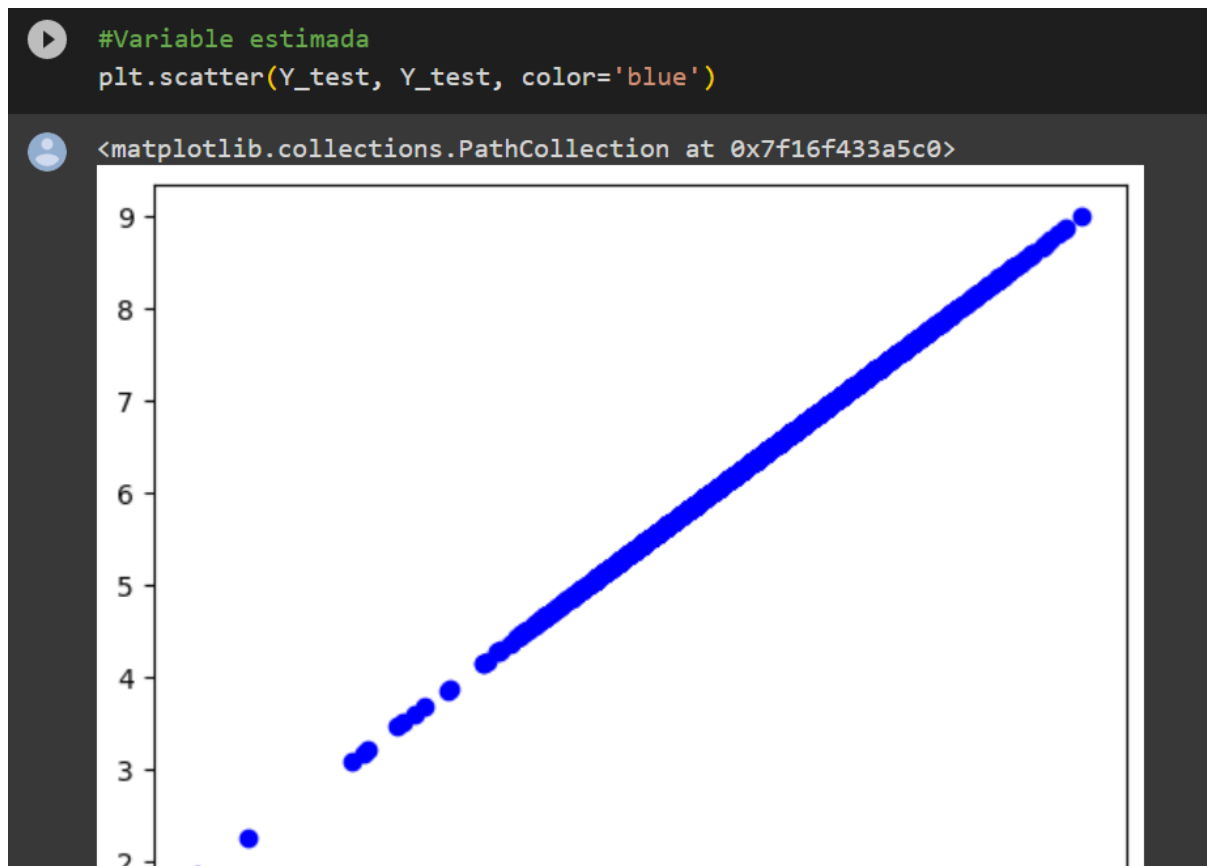 #Variable estimada
plt.scatter(Y_test, Y_test, color='blue')
<matplotlib.collections.PathCollection at 0x7f16f433a5c0>
9
8
7
6
5
4
3
2